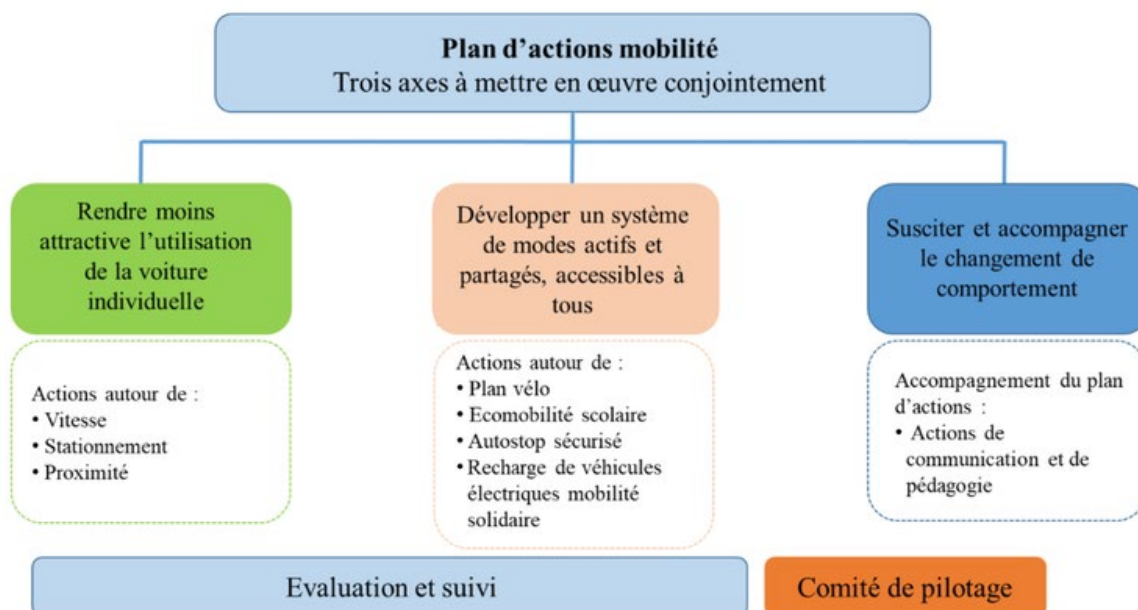 Plan d’actions mobilité
Trois axes à mettre en œuvre conjointement
Rendre moins
attractive l’utilisation
de la voiture
individuelle
Développer un système
de modes actifs et
partagés, accessibles à
tous
Susciter et accompagner
le changement de
comportement
Actions autour de :
• Vitesse
• Stationnement
• Proximité
Actions autour de :
• Plan vélo
• Ecomobilité scolaire
• Autostop sécurisé
• Recharge de véhicules
électriques mobilité
solidaire
Accompagnement du plan
d’actions :
• Actions de
communication et de
pédagogie
Evaluation et suivi
Comité de pilotage